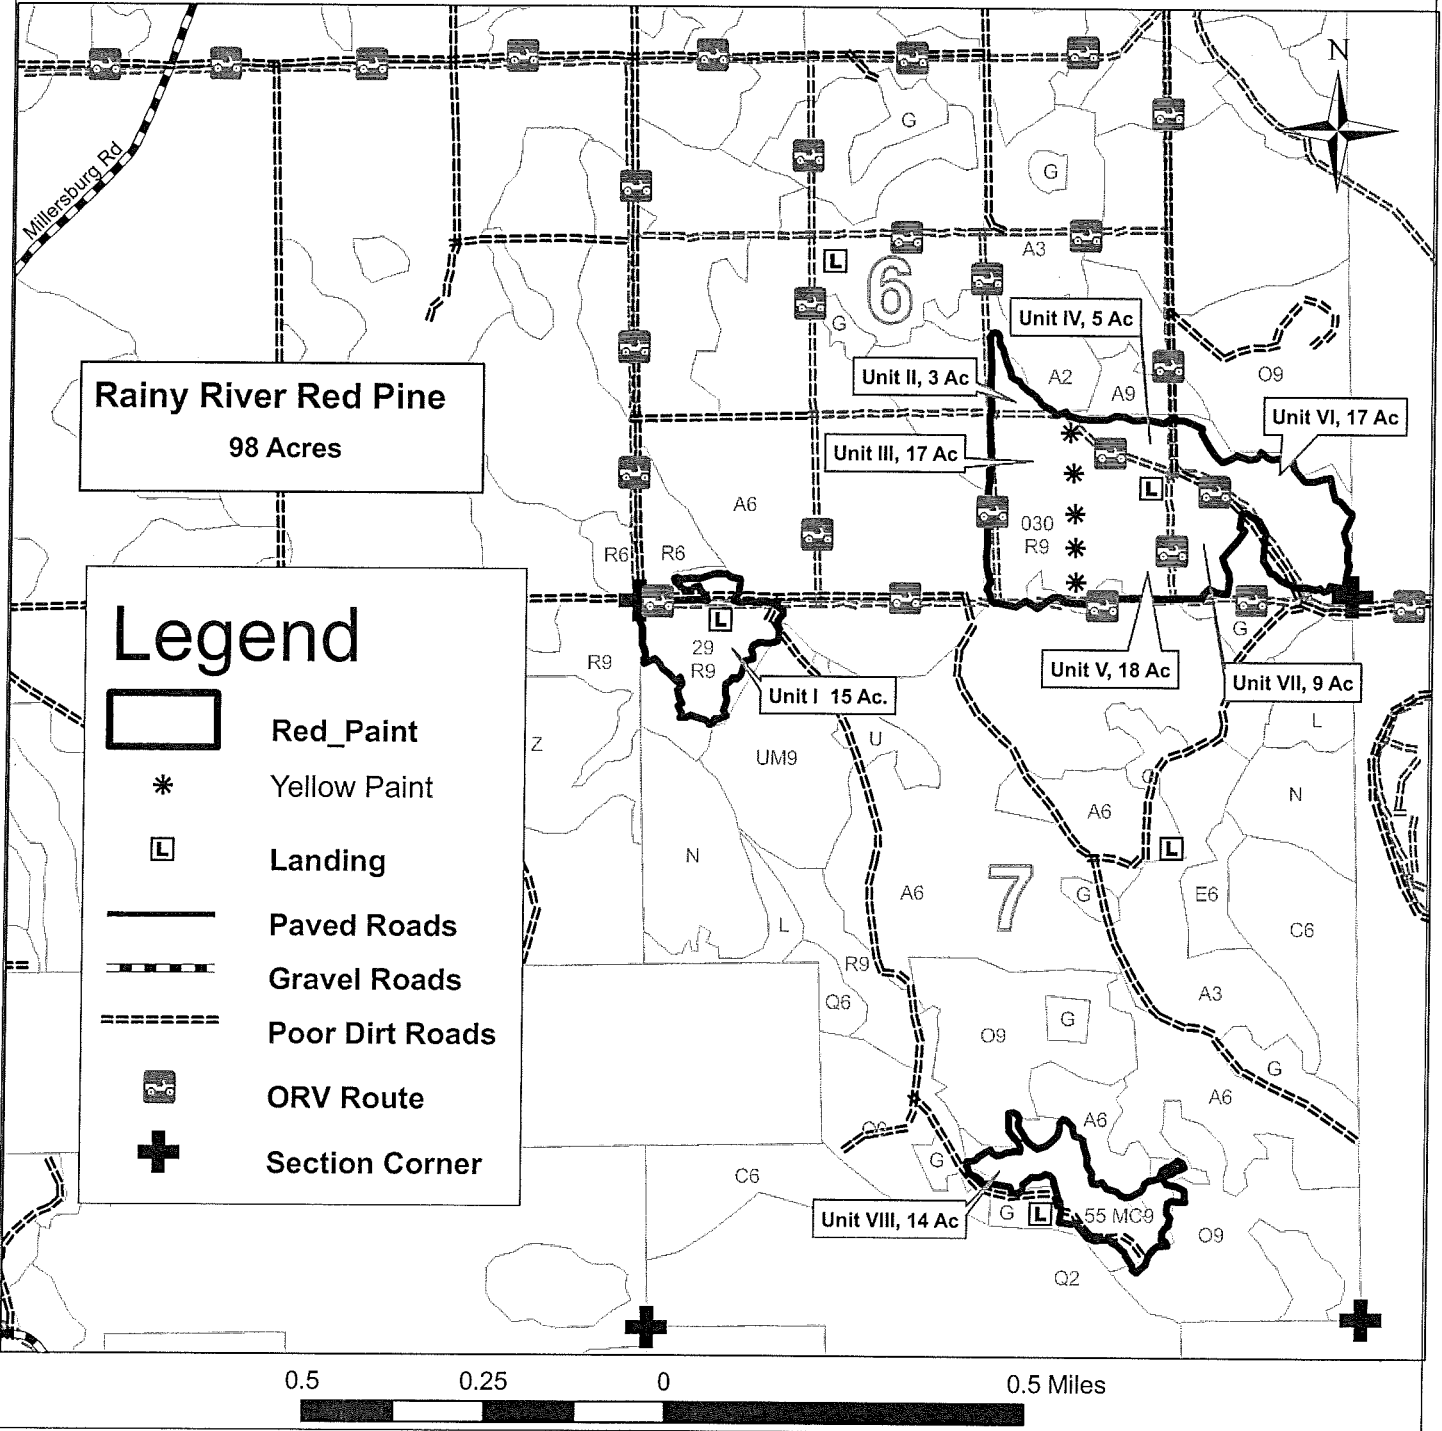 N
Millersburg Rd
G
G
A3
L
6
G
Unit IV, 5 Ac
Unit II, 3 Ac
A2
A9
O9
Unit VI, 17 Ac
Rainy River Red Pine
98 Acres
Unit III, 17 Ac
L
A6
030
R9
R6
R6
L
G
29
R9
R9
Unit V, 18 Ac
Unit VII, 9 Ac
Unit I 15 Ac.
L
U
Z
UM9
G
N
A6
L
N
7
A6
G
E6
C6
L
R9
Q6
A3
G
O9
G
A6
A6
G
C6
Unit VIII, 14 Ac
G
L
55 MC9
O9
Q2
Legend
Red_Paint
Yellow Paint
L
Landing
Paved Roads
Gravel Roads
Poor Dirt Roads
ORV Route
Section Corner
0.5
0.25
0
0.5 Miles